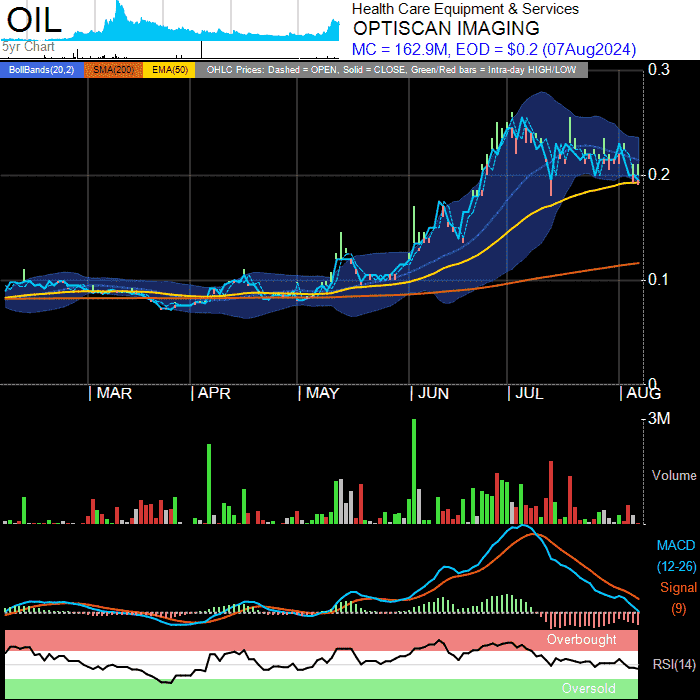 OIL
5yr Chart
Health Care Equipment & Services
OPTISCAN IMAGING
MC = 162.9M, EOD = $0.2 (07Aug2024)
BollBands(20,2) SMA(200) EMA(50) OHLC Prices: Dashed = OPEN, Solid = CLOSE, Green/Red bars = Intra-day HIGH/LOW
0.3
0.2
0.1
0
| MAR | APR | MAY | JUN | JUL | AUG
3M
Volume
MACD
(12-26)
Signal
(9)
Overbought
RSI(14)
Oversold